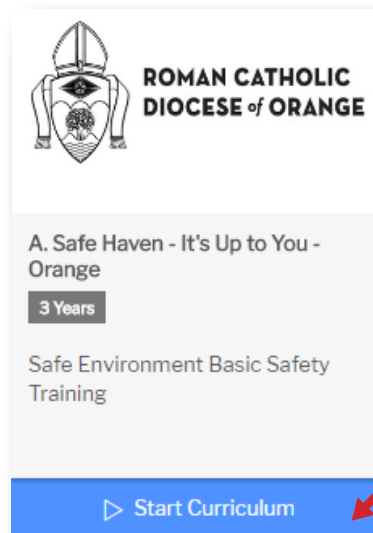 ROMAN CATHOLIC
DIOCESE of ORANGE
A. Safe Haven - It's Up to You -
Orange
3 Years
Safe Environment Basic Safety
Training
Start Curriculum